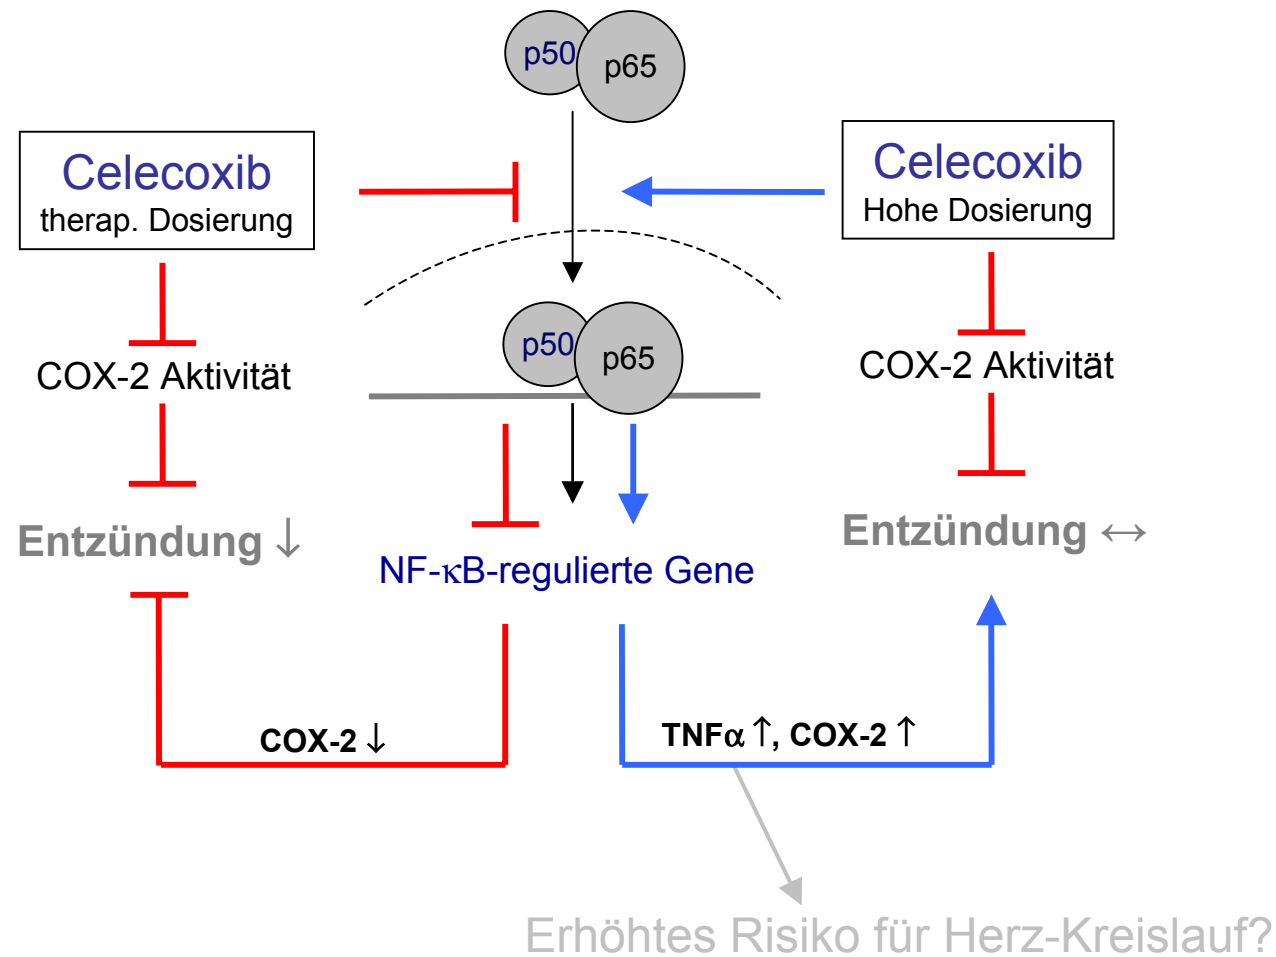 p50
p65
Celecoxib
therap. Dosierung
Celecoxib
Hohe Dosierung
p50
p65
COX-2 Aktivität
COX-2 Aktivität
Entzündung ↓
Entzündung ↔
NF-κB-regulierte Gene
COX-2 ↓
TNFα ↑, COX-2 ↑
Erhöhtes Risiko für Herz-Kreislauf?